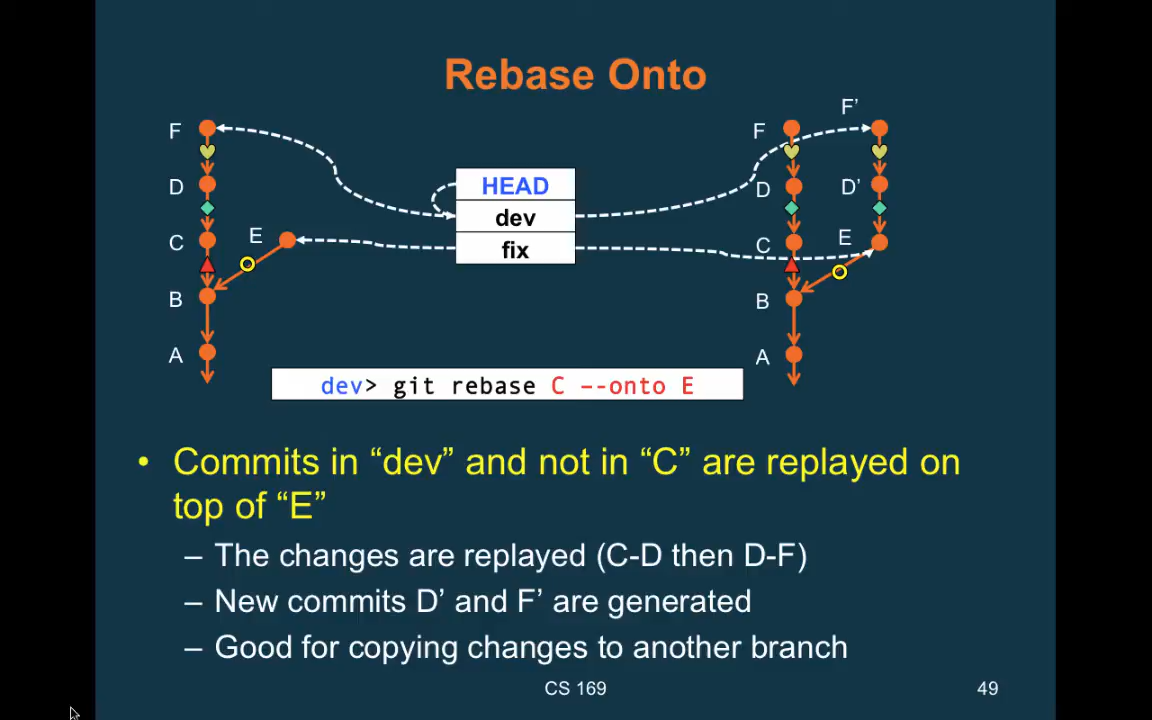 Rebase Onto
F
D
C
E
B
A
HEAD
dev
fix
F
F’
D
D’
C
E
B
A
dev> git rebase C –-onto E
• Commits in “dev” and not in “C” are replayed on
top of “E”
– The changes are replayed (C-D then D-F)
– New commits D’ and F’ are generated
– Good for copying changes to another branch
CS 169
49